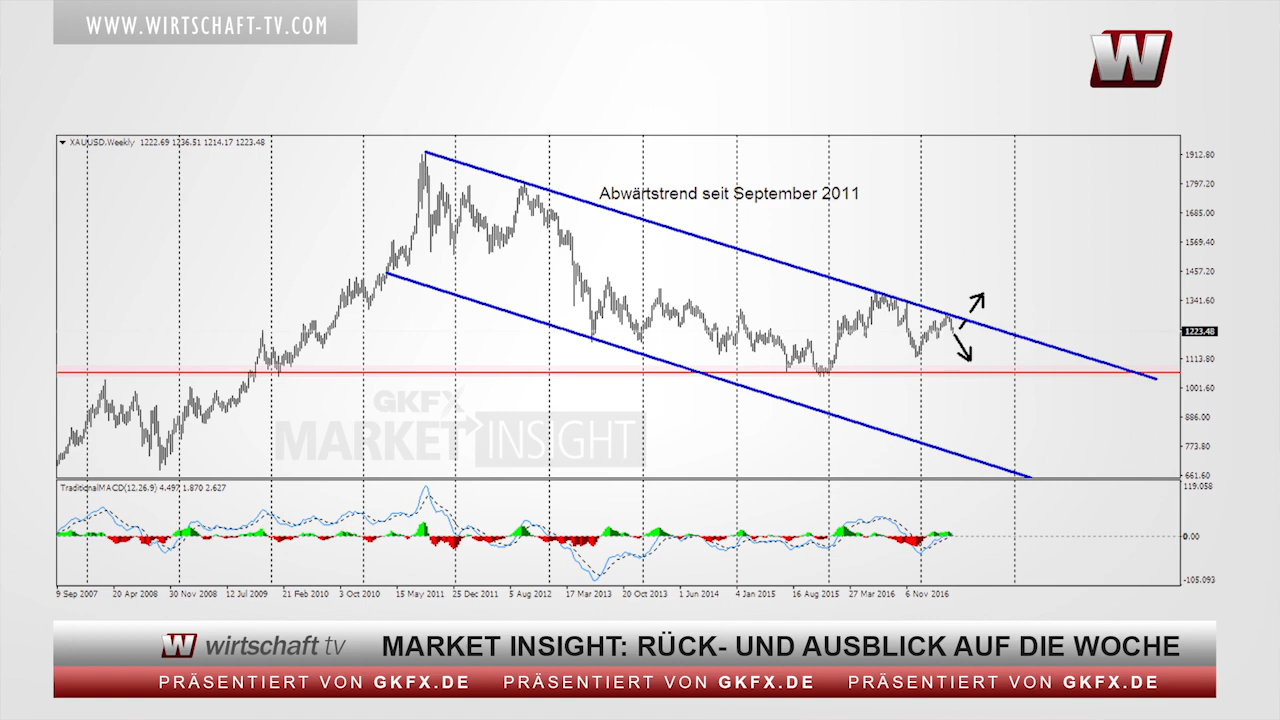 WWW.WIRTSCHAFT-TV.COM
W
XAUUSD.Weekly 1222.69 1236.51 1214.17 1223.48
Abwärtstrend seit September 2011
1912.80
1797.20
1685.00
1569.40
1457.20
1341.60
1223.48
1113.80
1001.60
886.00
773.80
661.60
GKFX
MARKET INSIGHT
TraditionalMACD(12.26.9) 4.497 1.870 2.627
119.058
0.00
-105.093
9 Sep 2007 20 Apr 2008 30 Nov 2008 12 Jul 2009 21 Feb 2010 3 Oct 2010 15 May 2011 25 Dec 2011 5 Aug 2012 17 Mar 2013 20 Oct 2013 1 Jun 2014 4 Jan 2015 16 Aug 2015 27 Mar 2016 6 Nov 2016
W wirtschaft tv MARKET INSIGHT: RÜCK- UND AUSBLICK AUF DIE WOCHE
PRÄSENTIERT VON GKFX.DE PRÄSENTIERT VON GKFX.DE PRÄSENTIERT VON GKFX.DE